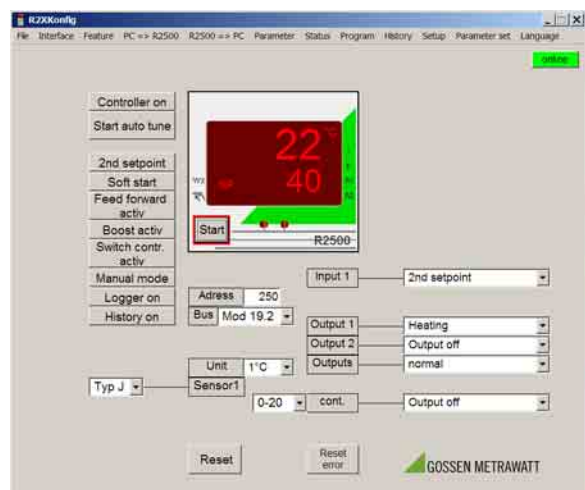 R2XKonfig
File Interface Feature PC => R2500 R2500 => PC Parameter Status Program History Setup Parameter set Language
online
Controller on
Start auto tune
2nd setpoint
Soft start
Feed forward
activ
Boost activ
Switch contr.
activ
Manual mode
Logger on
History on
22
40
Start
R2500
Input 1 2nd setpoint
Adress 250
Bus Mod 19.2
Output 1 Heating
Output 2 Output off
Outputs normal
Unit 1°C
Typ J Sensor1
0-20 cont. Output off
Reset
Reset
error
GOSSEN METRAWATT